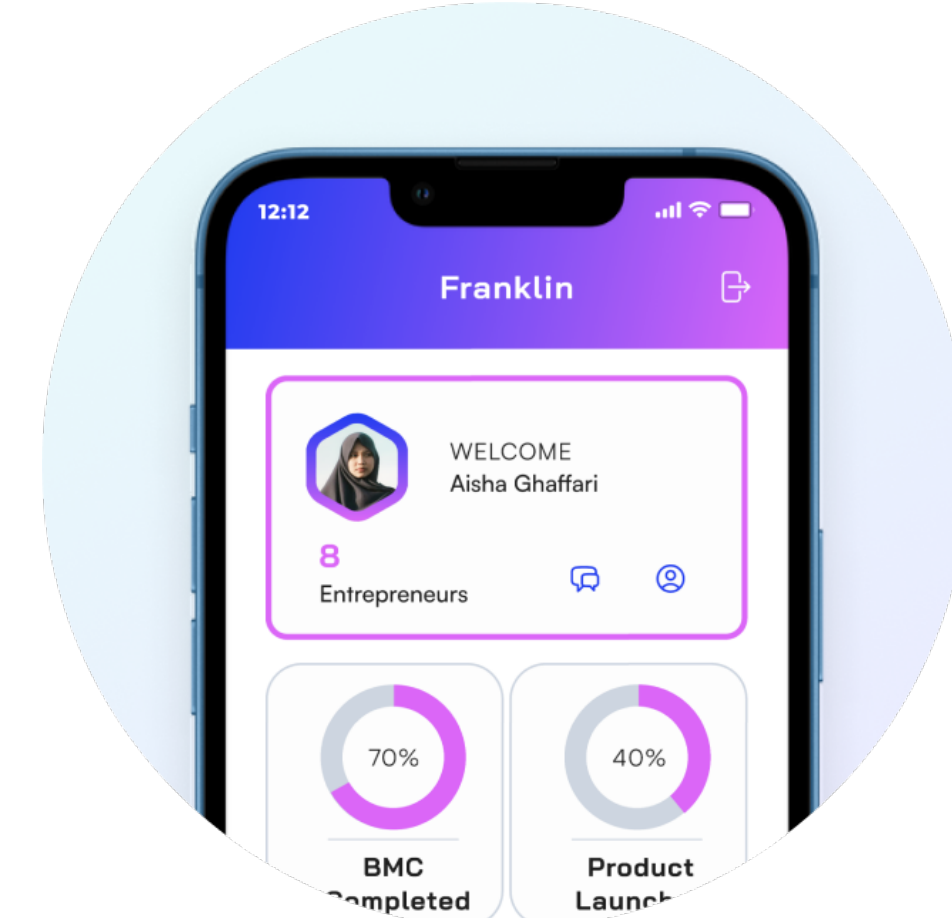 12:12
Franklin
WELCOME
Aisha Ghaffari
8
Entrepreneurs
70%
40%
BMC
Product